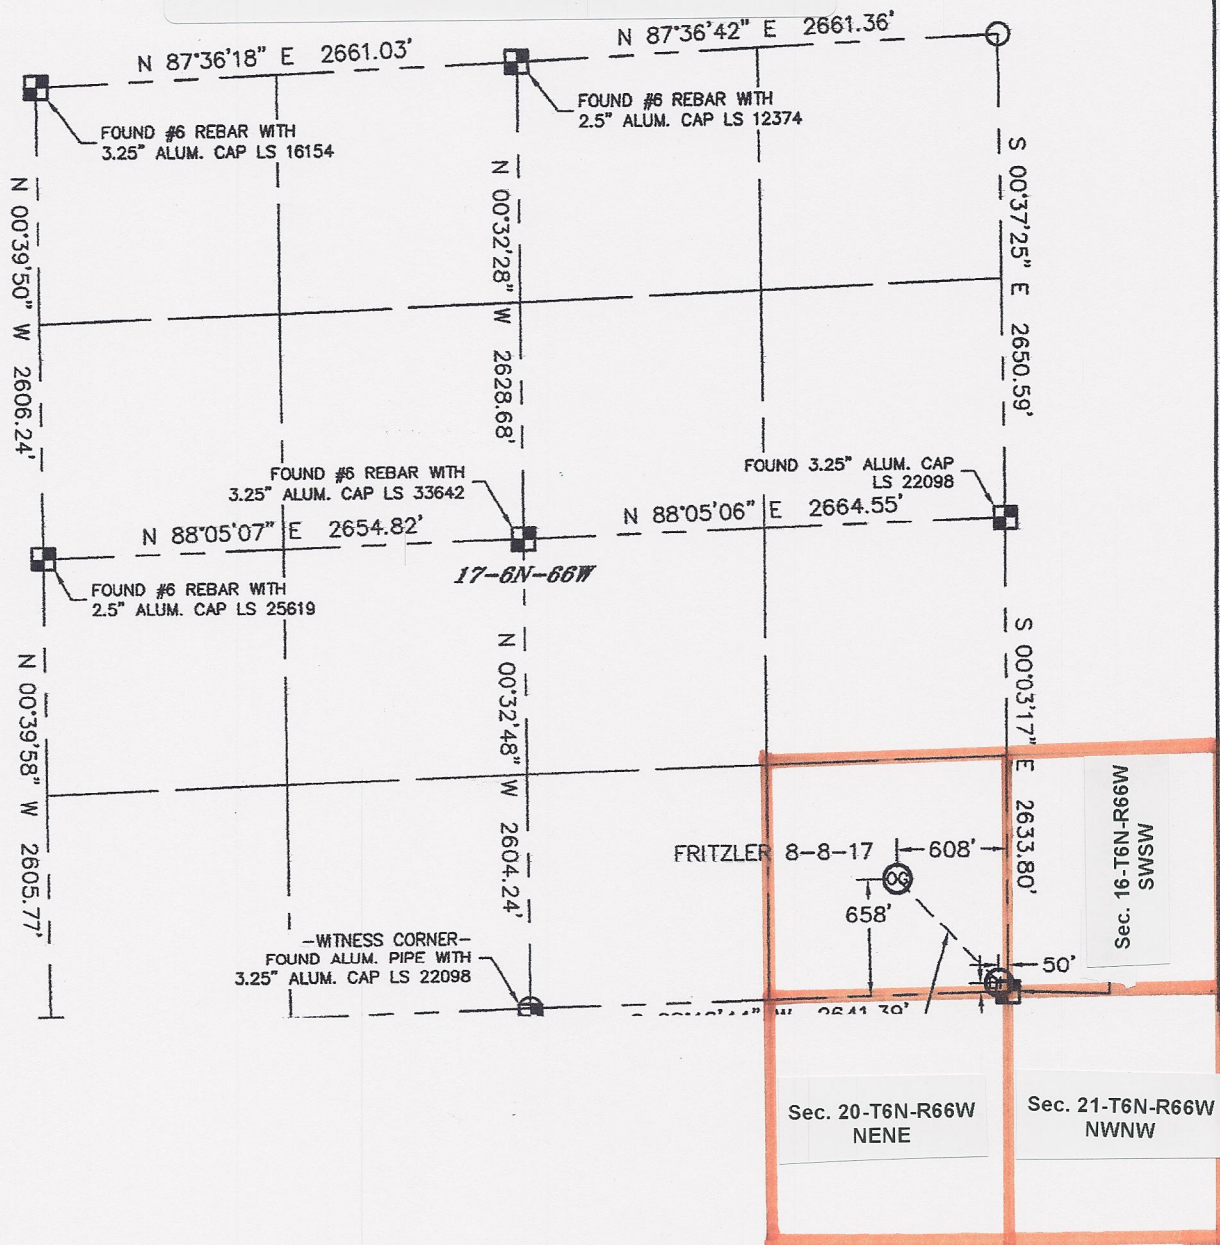 N 87°36'18" E 2661.03'
N 87°36'42" E 2661.36'
FOUND #6 REBAR WITH
3.25" ALUM. CAP LS 16154
FOUND #6 REBAR WITH
2.5" ALUM. CAP LS 12374
N 00°39'50" W 2606.24'
N 00°32'28" W 2628.68'
S 00°37'25" E 2650.59'
FOUND #6 REBAR WITH
3.25" ALUM. CAP LS 33642
FOUND 3.25" ALUM. CAP
LS 22098
N 88°05'07" E 2654.82'
N 88°05'06" E 2664.55'
17-6N-66W
FOUND #6 REBAR WITH
2.5" ALUM. CAP LS 25619
N 00°39'58" W 2605.77'
N 00°32'48" W 2604.24'
S 00°03'17" E 2633.80'
FRITZLER 8-8-17
608'
OG
658'
Sec. 16-T6N-R66W
SWSW
-WITNESS CORNER-
FOUND ALUM. PIPE WITH
3.25" ALUM. CAP LS 22098
50'
W 2641.39'
Sec. 20-T6N-R66W
NENE
Sec. 21-T6N-R66W
NWNW